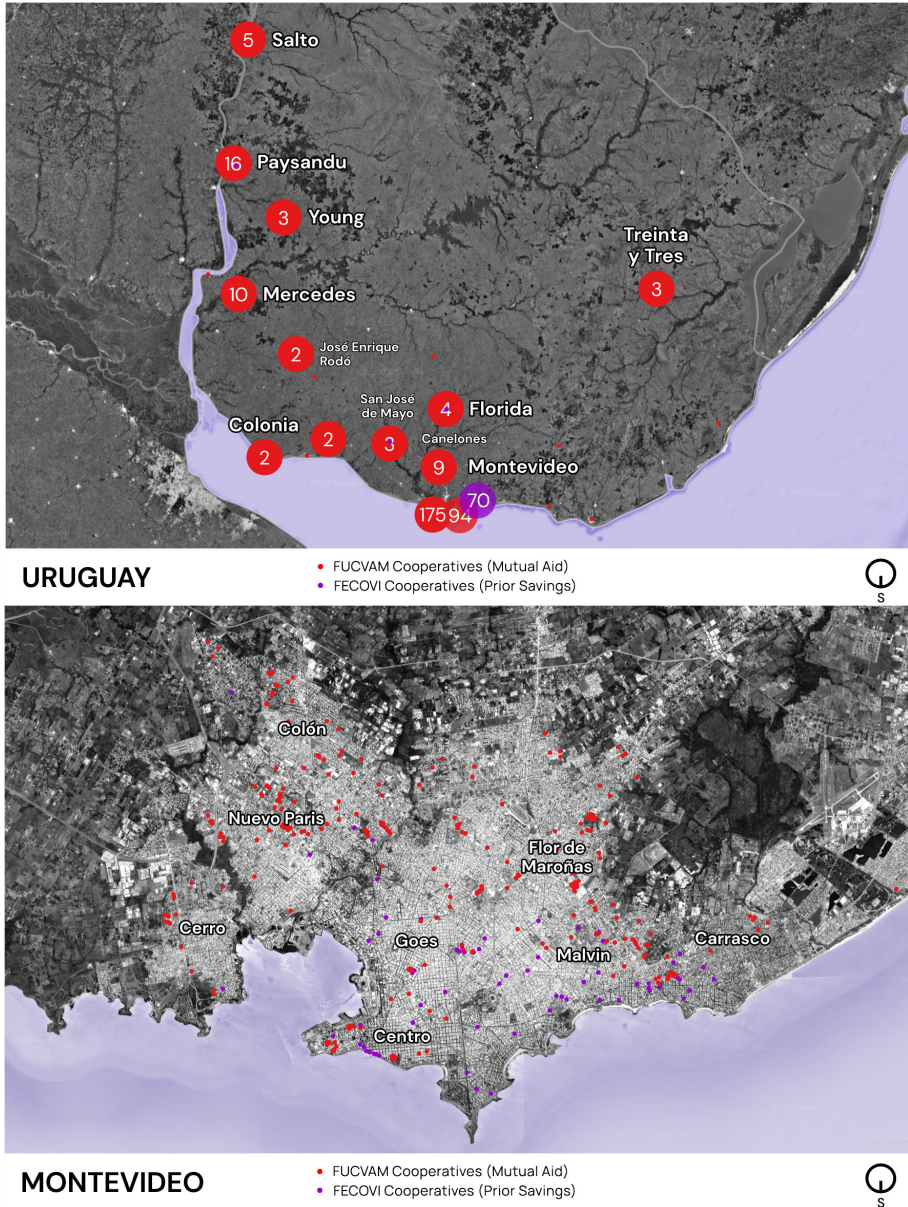 5
Salto
16
Paysandu
3
Young
Treinta
y Tres
3
10
Mercedes
2
José Enrique
Rodó
San José
de Mayo
4
Florida
Colonia
2
2
3
Canelones
9
Montevideo
70
175
94
URUGUAY
FUCVAM Cooperatives (Mutual Aid)
FECOVI Cooperatives (Prior Savings)
S
Colón
Nuevo Paris
Flor de
Maroñas
Cerro
Goes
Malvin
Carrasco
Centro
MONTEVIDEO
FUCVAM Cooperatives (Mutual Aid)
FECOVI Cooperatives (Prior Savings)
S